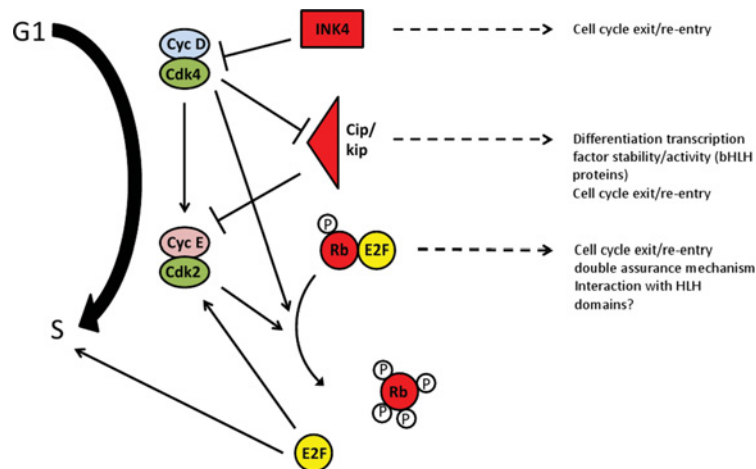 G1
Cyc D
Cdk4
INK4
Cell cycle exit/re-entry
Cip/
kip
Differentiation transcription
factor stability/activity (bHLH
proteins)
Cell cycle exit/re-entry
Cyc E
Cdk2
P
Rb
E2F
Cell cycle exit/re-entry
double assurance mechanism
Interaction with HLH
domains?
S
P
P
Rb
P
P
E2F